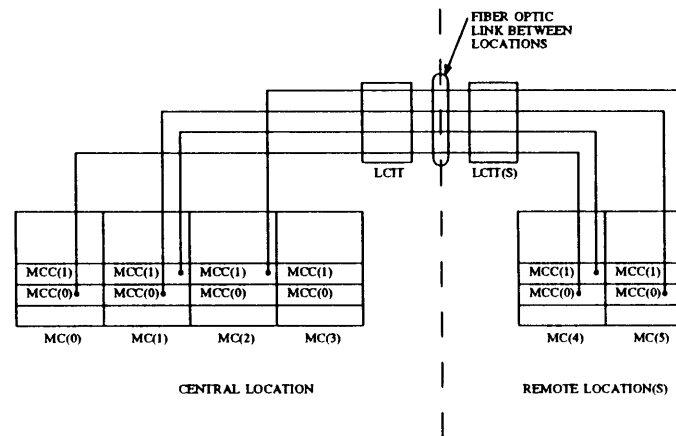 FIBER OPTIC
LINK BETWEEN
LOCATIONS
LCIT LCIT(S)
MCC(1) MCC(1) MCC(1) MCC(1) MCC(1) MCC(1)
MCC(0) MCC(0) MCC(0) MCC(0) MCC(0) MCC(0)
MC(0) MC(1) MC(2) MC(3) MC(4) MC(5)
CENTRAL LOCATION REMOTE LOCATION(S)